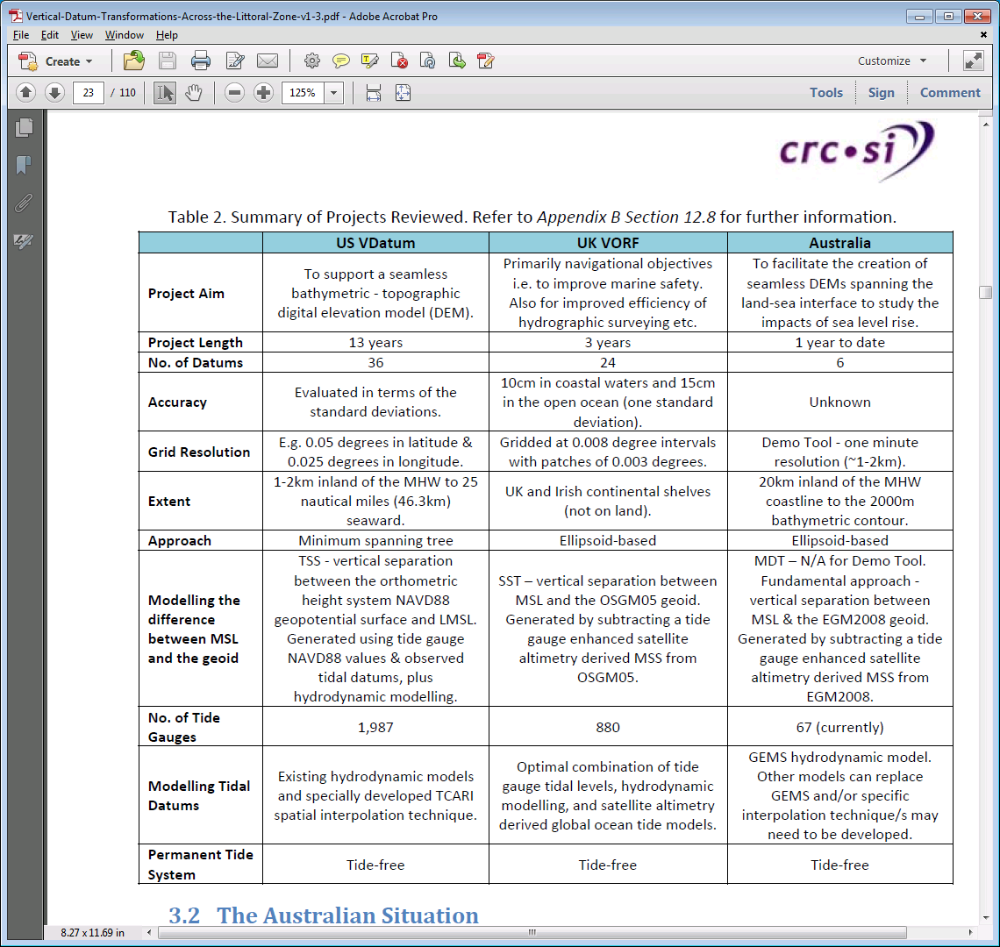 Vertical-Datum-Transformations-Across-the-Littoral-Zone-v1-3.pdf - Adobe Acrobat Pro
File Edit View Window Help
Create
Customize
23 / 110
125%
Tools Sign Comment
crc•si
Table 2. Summary of Projects Reviewed. Refer to Appendix B Section 12.8 for further information.
US VDatum UK VORF Australia
Project Aim
To support a seamless
bathymetric - topographic
digital elevation model (DEM).
Primarily navigational objectives
i.e. to improve marine safety.
Also for improved efficiency of
hydrographic surveying etc.
To facilitate the creation of
seamless DEMs spanning the
land-sea interface to study the
impacts of sea level rise.
Project Length 13 years 3 years 1 year to date
No. of Datums 36 24 6
Accuracy
Evaluated in terms of the
standard deviations.
10cm in coastal waters and 15cm
in the open ocean (one standard
deviation).
Unknown
Grid Resolution
E.g. 0.05 degrees in latitude &
0.025 degrees in longitude.
Gridded at 0.008 degree intervals
with patches of 0.003 degrees.
Demo Tool - one minute
resolution (~1-2km).
Extent
1-2km inland of the MHW to 25
nautical miles (46.3km)
seaward.
UK and Irish continental shelves
(not on land).
20km inland of the MHW
coastline to the 2000m
bathymetric contour.
Approach Minimum spanning tree Ellipsoid-based Ellipsoid-based
Modelling the
difference
between MSL
and the geoid
TSS - vertical separation
between the orthometric
height system NAVD88
geopotential surface and LMSL.
Generated using tide gauge
NAVD88 values & observed
tidal datums, plus
hydrodynamic modelling.
SST – vertical separation between
MSL and the OSGM05 geoid.
Generated by subtracting a tide
gauge enhanced satellite
altimetry derived MSS from
OSGM05.
MDT – N/A for Demo Tool.
Fundamental approach -
vertical separation between
MSL & the EGM2008 geoid.
Generated by subtracting a tide
gauge enhanced satellite
altimetry derived MSS from
EGM2008.
No. of Tide
Gauges
1,987 880 67 (currently)
Modelling Tidal
Datums
Existing hydrodynamic models
and specially developed TCARI
spatial interpolation technique.
Optimal combination of tide
gauge tidal levels, hydrodynamic
modelling, and satellite altimetry
derived global ocean tide models.
GEMS hydrodynamic model.
Other models can replace
GEMS and/or specific
interpolation technique/s may
need to be developed.
Permanent Tide
System
Tide-free Tide-free Tide-free
3.2 The Australian Situation
8.27 x 11.69 in